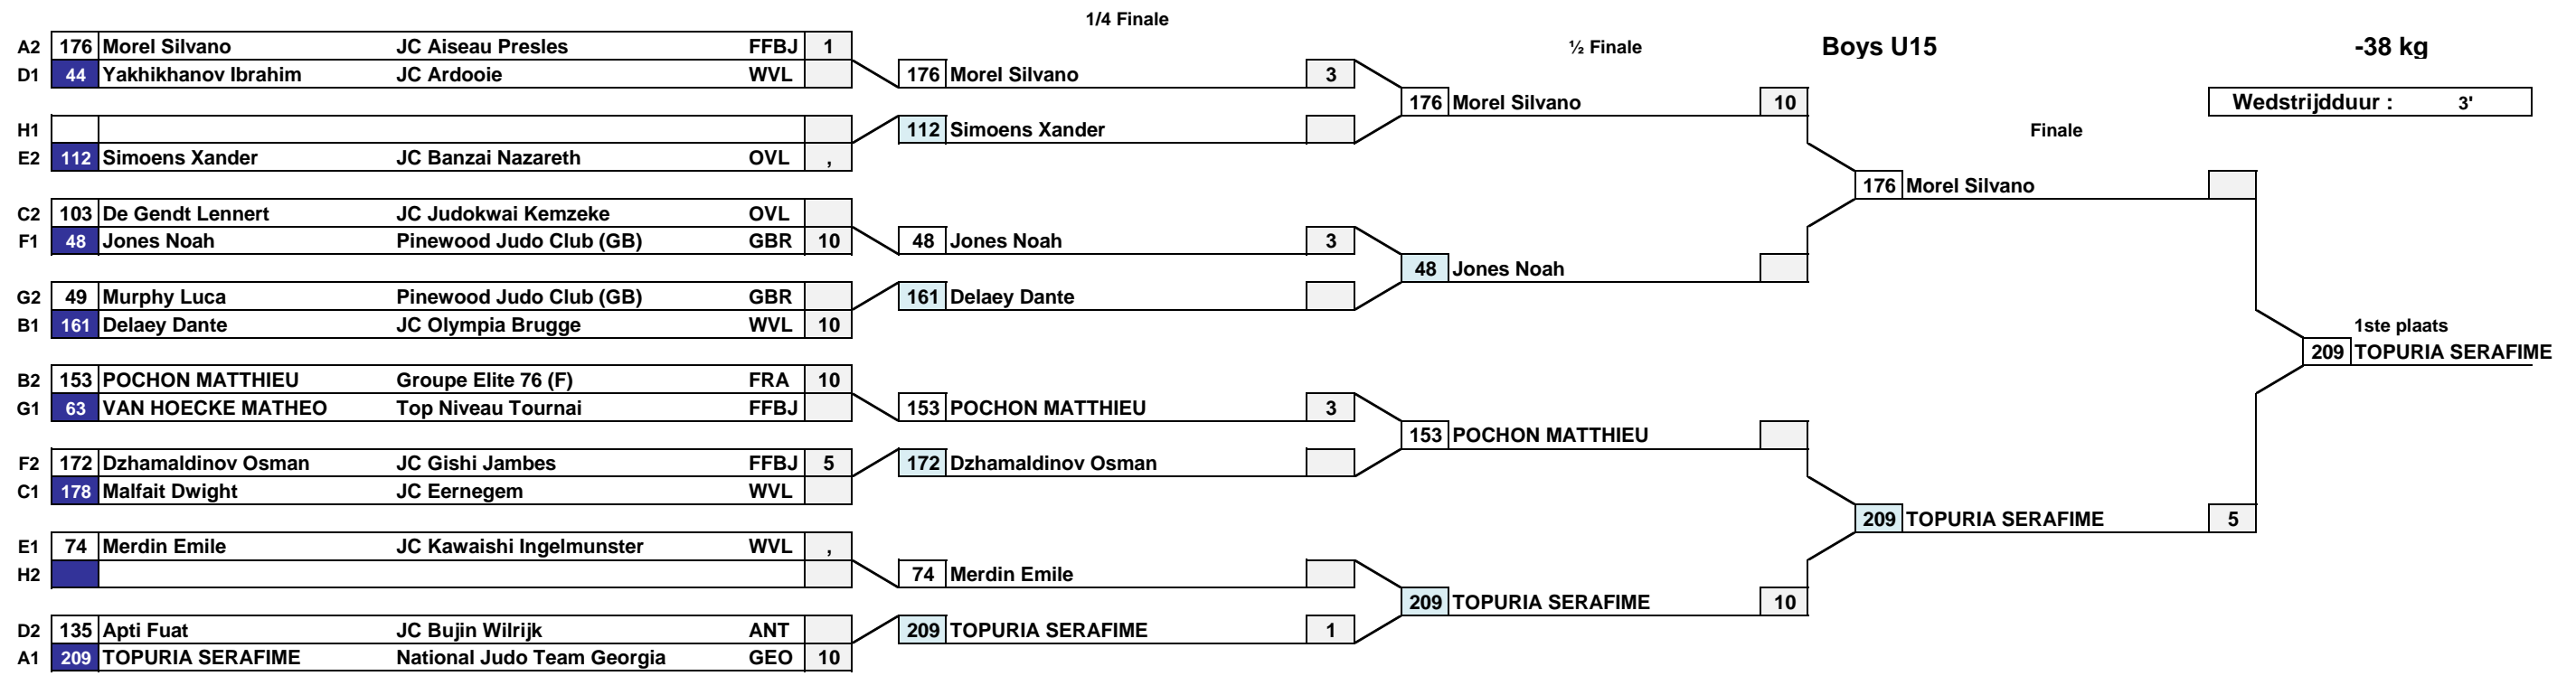 1/4 Finale
½ Finale
Boys U15 -38 kg
A2 176 Morel Silvano JC Aiseau Presles FFBJ 1
D1 44 Yakhikhanov Ibrahim JC Ardooie WVL
176 Morel Silvano 3
176 Morel Silvano 10
Wedstrijdduur : 3'
H1
112 Simoens Xander
Finale
E2 112 Simoens Xander JC Banzai Nazareth OVL ,
176 Morel Silvano
C2 103 De Gendt Lennert JC Judokwai Kemzeke OVL
F1 48 Jones Noah Pinewood Judo Club (GB) GBR 10
48 Jones Noah 3
48 Jones Noah
G2 49 Murphy Luca Pinewood Judo Club (GB) GBR
161 Delaey Dante
B1 161 Delaey Dante JC Olympia Brugge WVL 10
1ste plaats
209 TOPURIA SERAFIME
B2 153 POCHON MATTHIEU Groupe Elite 76 (F) FRA 10
G1 63 VAN HOECKE MATHEO Top Niveau Tournai FFBJ
153 POCHON MATTHIEU 3
153 POCHON MATTHIEU
F2 172 Dzhamaldinov Osman JC Gishi Jambes FFBJ 5
172 Dzhamaldinov Osman
C1 178 Malfait Dwight JC Eernegem WVL
209 TOPURIA SERAFIME 5
E1 74 Merdin Emile JC Kawaishi Ingelmunster WVL ,
H2
74 Merdin Emile
209 TOPURIA SERAFIME 10
D2 135 Apti Fuat JC Bujin Wilrijk ANT
209 TOPURIA SERAFIME 1
A1 209 TOPURIA SERAFIME National Judo Team Georgia GEO 10